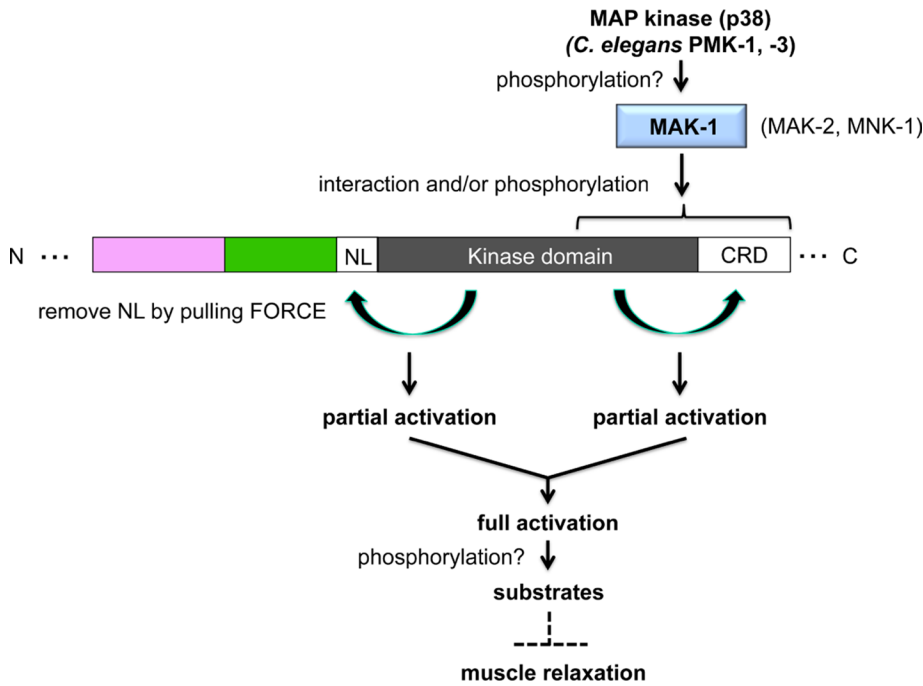 MAP kinase (p38)
(C. elegans PMK-1, -3)
phosphorylation?
MAK-1 (MAK-2, MNK-1)
interaction and/or phosphorylation
N ··· NL Kinase domain CRD ··· C
remove NL by pulling FORCE
partial activation partial activation
full activation
phosphorylation?
substrates
muscle relaxation